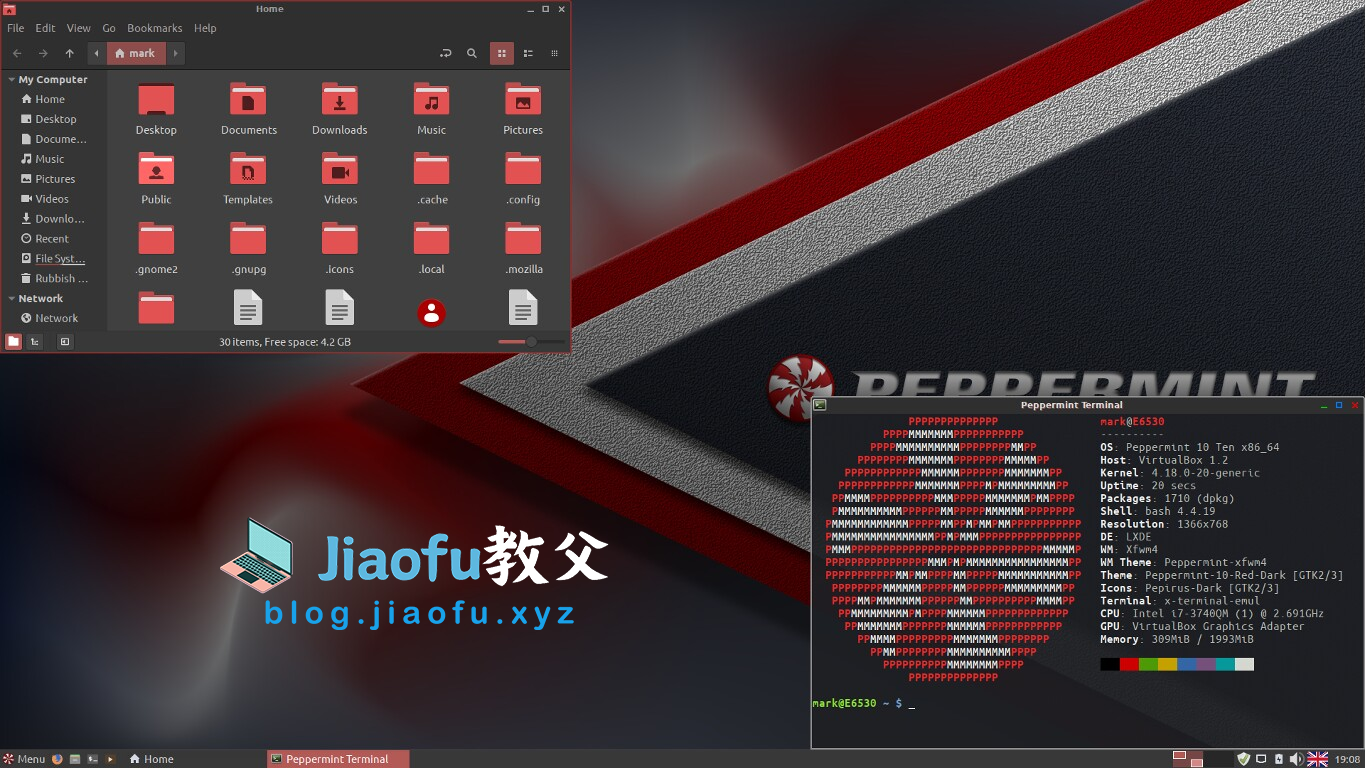 Home
File Edit View Go Bookmarks Help
mark
My Computer
Home
Desktop
Docume...
Music
Pictures
Videos
Downlo...
Recent
File Syst...
Rubbish ...
Network
Network
Desktop Documents Downloads Music Pictures
Public Templates Videos .cache .config
.gnome2 .gnupg .icons .local .mozilla
30 items, Free space: 4.2 GB
PEPPERMINT
Jiaofu教父
blog.jiaofu.xyz
Peppermint Terminal
mark@E6530
----------
OS: Peppermint 10 Ten x86_64
Host: VirtualBox 1.2
Kernel: 4.18.0-20-generic
Uptime: 20 secs
Packages: 1710 (dpkg)
Shell: bash 4.4.19
Resolution: 1366x768
DE: LXDE
WM: Xfwm4
WM Theme: Peppermint-xfwm4
Theme: Peppermint-10-Red-Dark [GTK2/3]
Icons: Pepirus-Dark [GTK2/3]
Terminal: x-terminal-emul
CPU: Intel i7-3740QM (1) @ 2.691GHz
GPU: VirtualBox Graphics Adapter
Memory: 309MiB / 1993MiB
mark@E6530 ~ $ _
Menu Home Peppermint Terminal 19:08